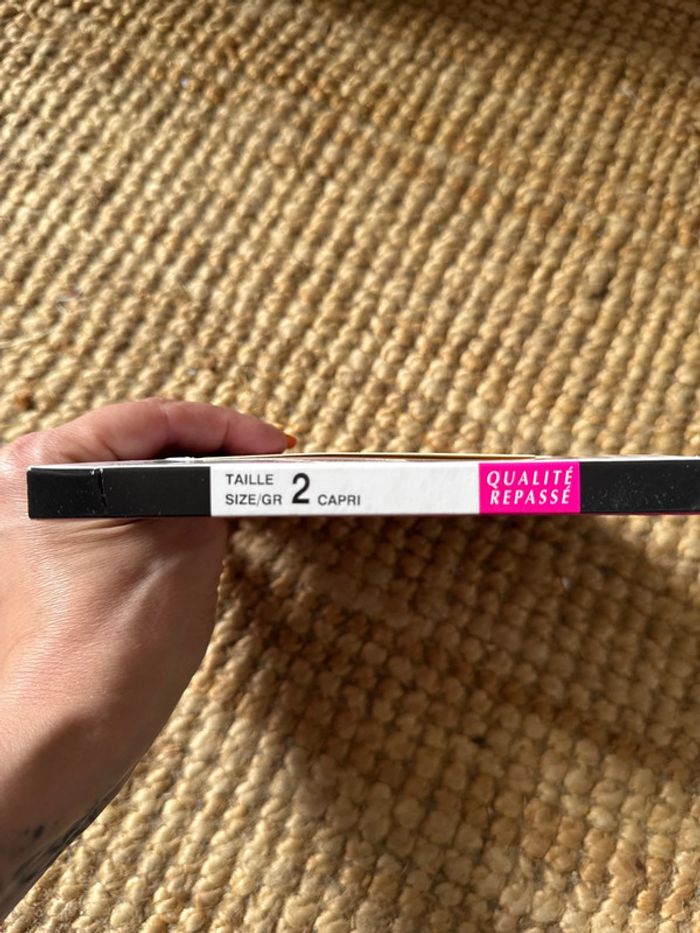 TAILLE
SIZE/GR 2 CAPRI
QUALITÉ
REPASSÉ